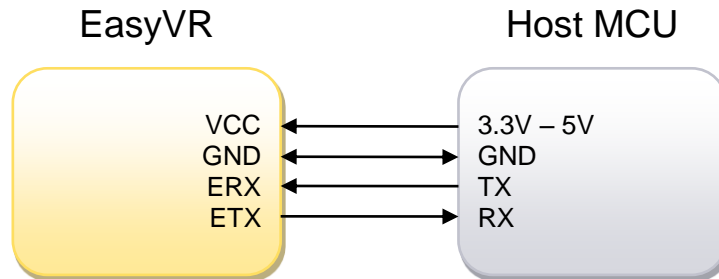 EasyVR
Host MCU
VCC
3.3V – 5V
GND
GND
ERX
TX
ETX
RX